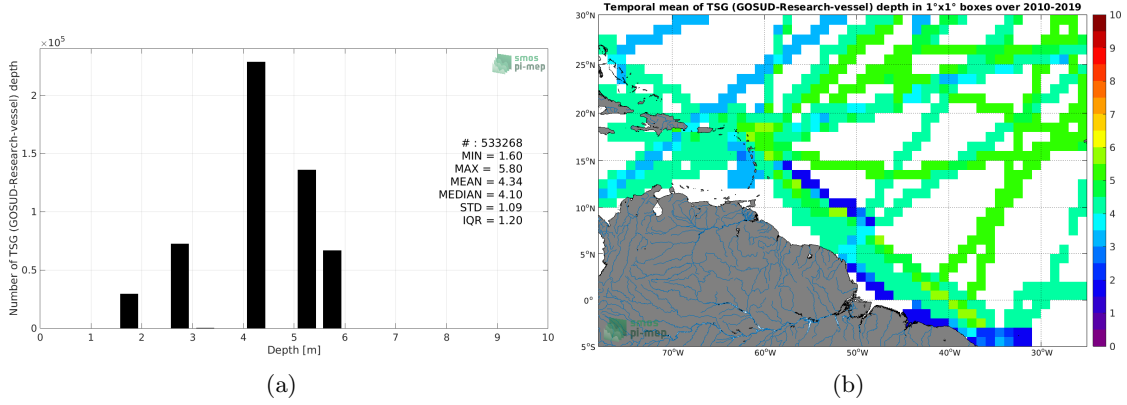 ×10⁵
2
1.5
1
0.5
0
0 1 2 3 4 5 6 7 8 9 10
Number of TSG (GOSUD-Research-vessel) depth
Depth [m]
smos
pi-mep
# : 533268
MIN = 1.60
MAX = 5.80
MEAN = 4.34
MEDIAN = 4.10
STD = 1.09
IQR = 1.20
(a)
Temporal mean of TSG (GOSUD-Research-vessel) depth in 1°x1° boxes over 2010-2019
30°N
25°N
20°N
15°N
10°N
5°N
0°
5°S
70°W 60°W 50°W 40°W 30°W
smos
pi-mep
10
9
8
7
6
5
4
3
2
1
0
(b)